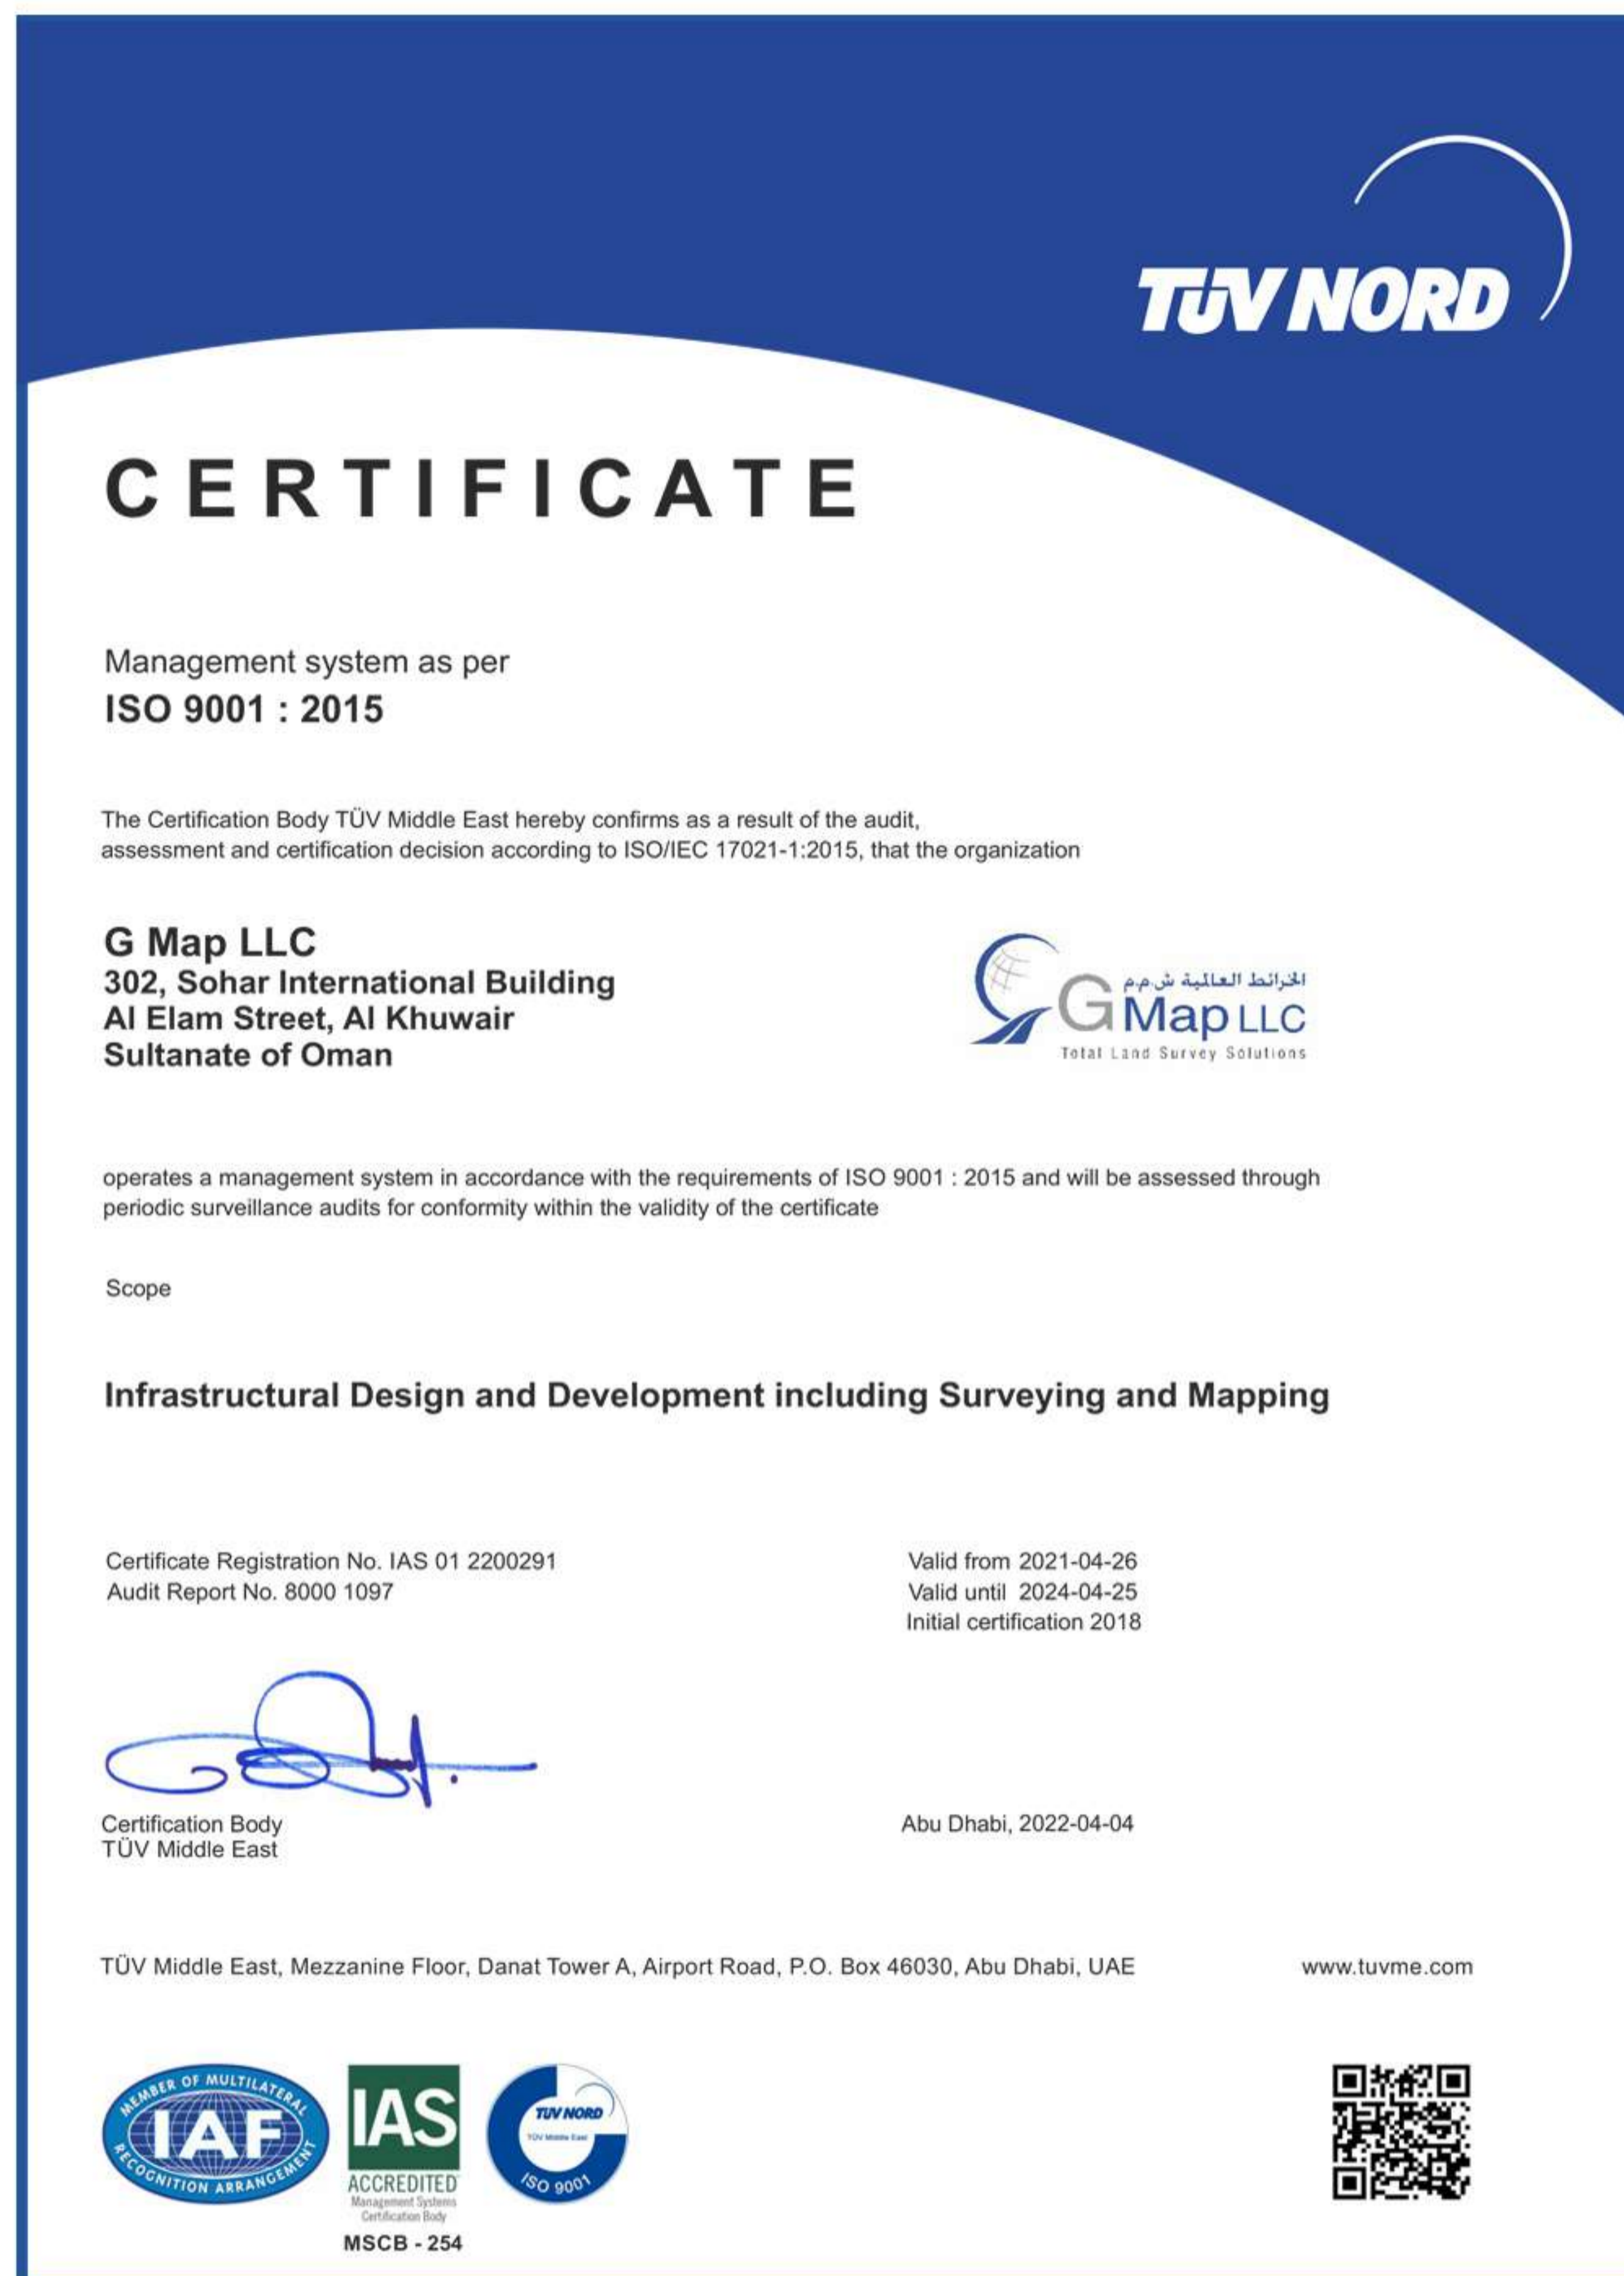 TÜV NORD
CERTIFICATE
Management system as per
ISO 9001 : 2015
The Certification Body TÜV Middle East hereby confirms as a result of the audit,
assessment and certification decision according to ISO/IEC 17021-1:2015, that the organization
G Map LLC
302, Sohar International Building
Al Elam Street, Al Khuwair
Sultanate of Oman
الخرائط العالمية ش.م.م
G Map LLC
Total Land Survey Solutions
operates a management system in accordance with the requirements of ISO 9001 : 2015 and will be assessed through
periodic surveillance audits for conformity within the validity of the certificate
Scope
Infrastructural Design and Development including Surveying and Mapping
Certificate Registration No. IAS 01 2200291
Audit Report No. 8000 1097
Valid from 2021-04-26
Valid until 2024-04-25
Initial certification 2018
Certification Body
TÜV Middle East
Abu Dhabi, 2022-04-04
TÜV Middle East, Mezzanine Floor, Danat Tower A, Airport Road, P.O. Box 46030, Abu Dhabi, UAE
www.tuvme.com
MEMBER OF MULTILATERAL
IAF
RECOGNITION ARRANGEMENT
IAS
ACCREDITED
Management Systems
Certification Body
MSCB - 254
TÜV NORD
TÜV Middle East
ISO 9001